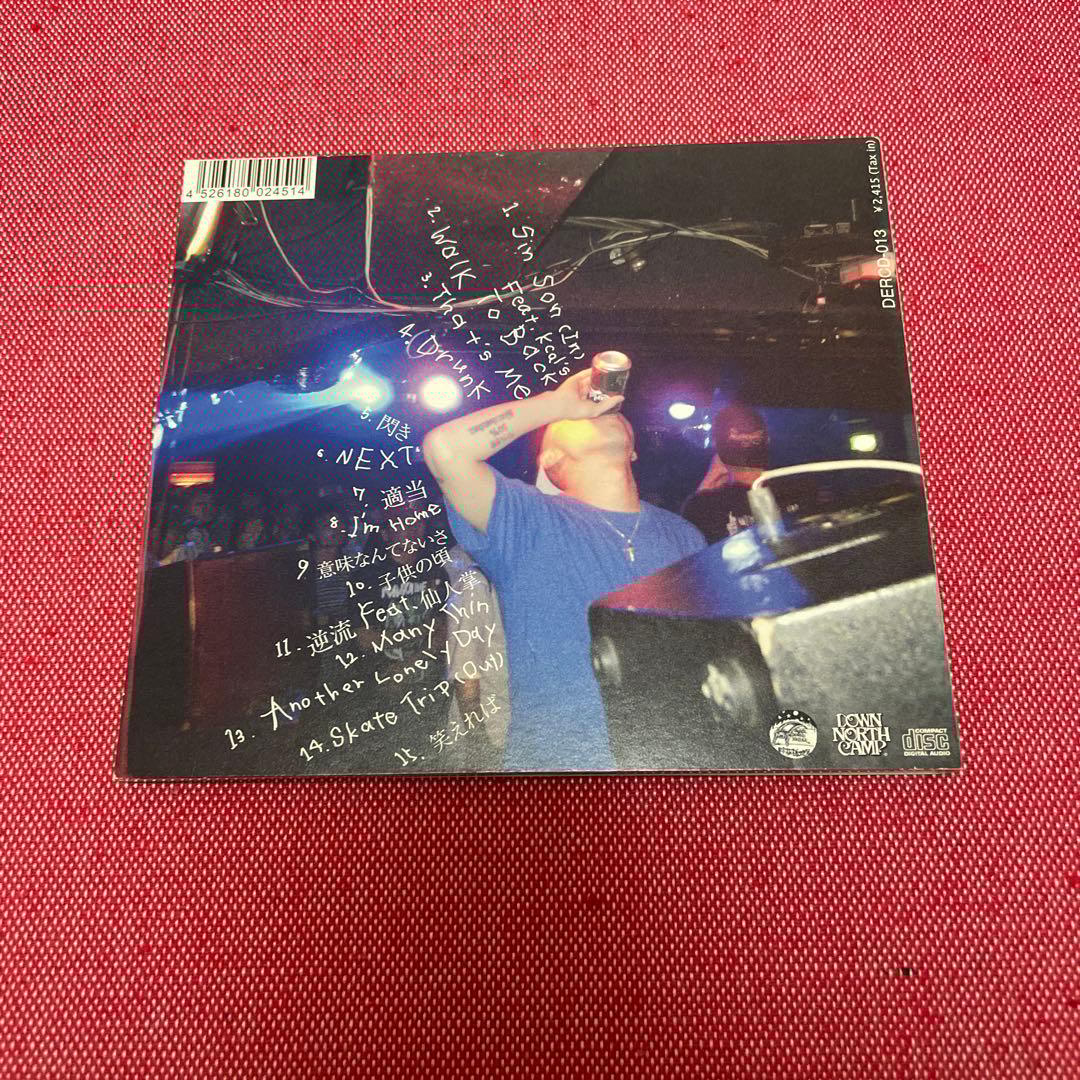 4 526180 024514
DERCD-013
¥2,415 (Tax in)
1. Sin Son (In)
Feat. Kcal's
2. Walk To Back
3. That's Me
4. (Drunk
5. 閃き
6. NEXT
7. 適当
8. I'm Home
9 意味なんてないさ
10. 子供の頃
11. 逆流 Feat. 仙人掌
12. Many Thin
13. Another Lonely Day
14. Skate Trip (Out)
15. 笑えれば
DOWN
NORTH
CAMP
COMPACT
disc
DIGITAL AUDIO